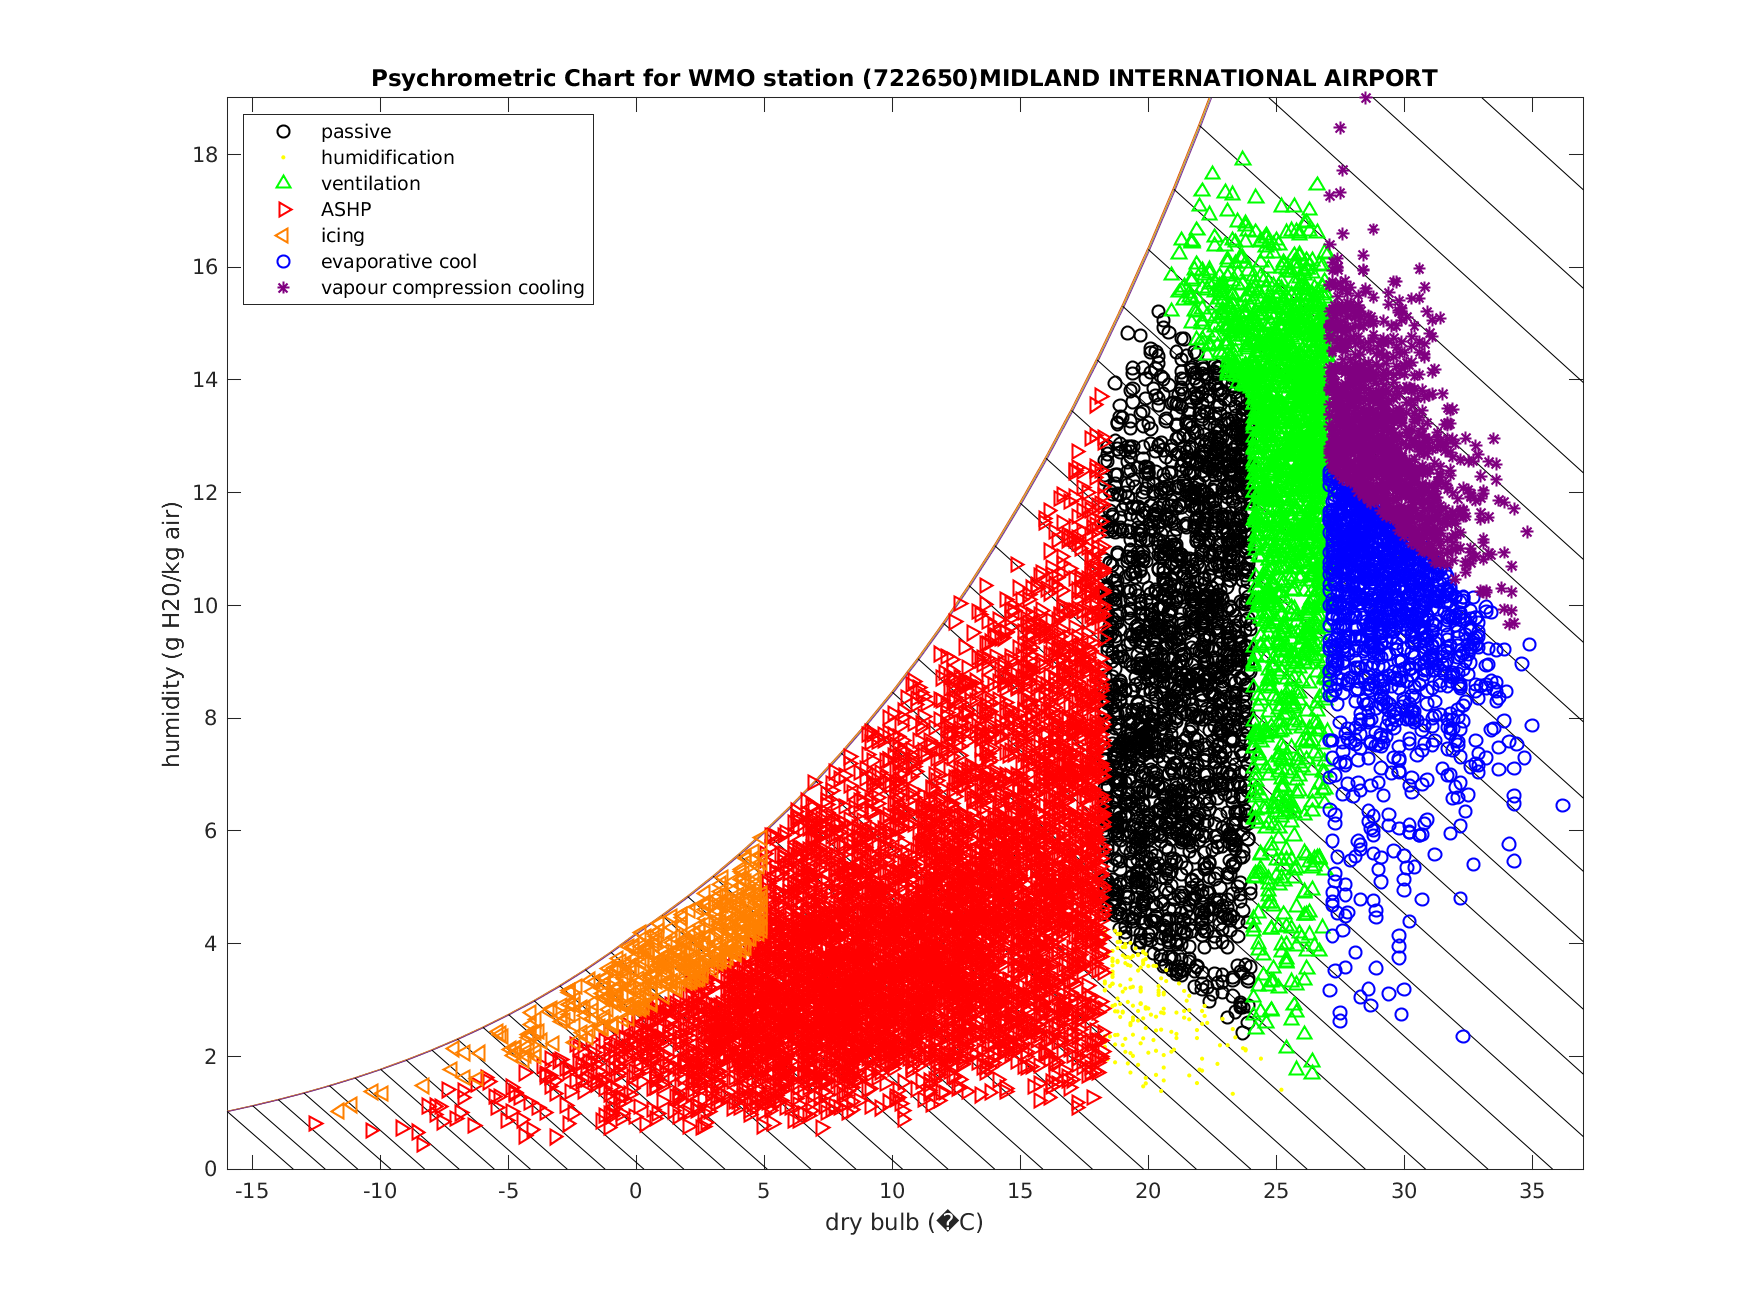 Psychrometric Chart for WMO station (722650)MIDLAND INTERNATIONAL AIRPORT
passive
humidification
ventilation
ASHP
icing
evaporative cool
vapour compression cooling
humidity (g H20/kg air)
18
16
14
12
10
8
6
4
2
0
-15 -10 -5 0 5 10 15 20 25 30 35
dry bulb (�C)